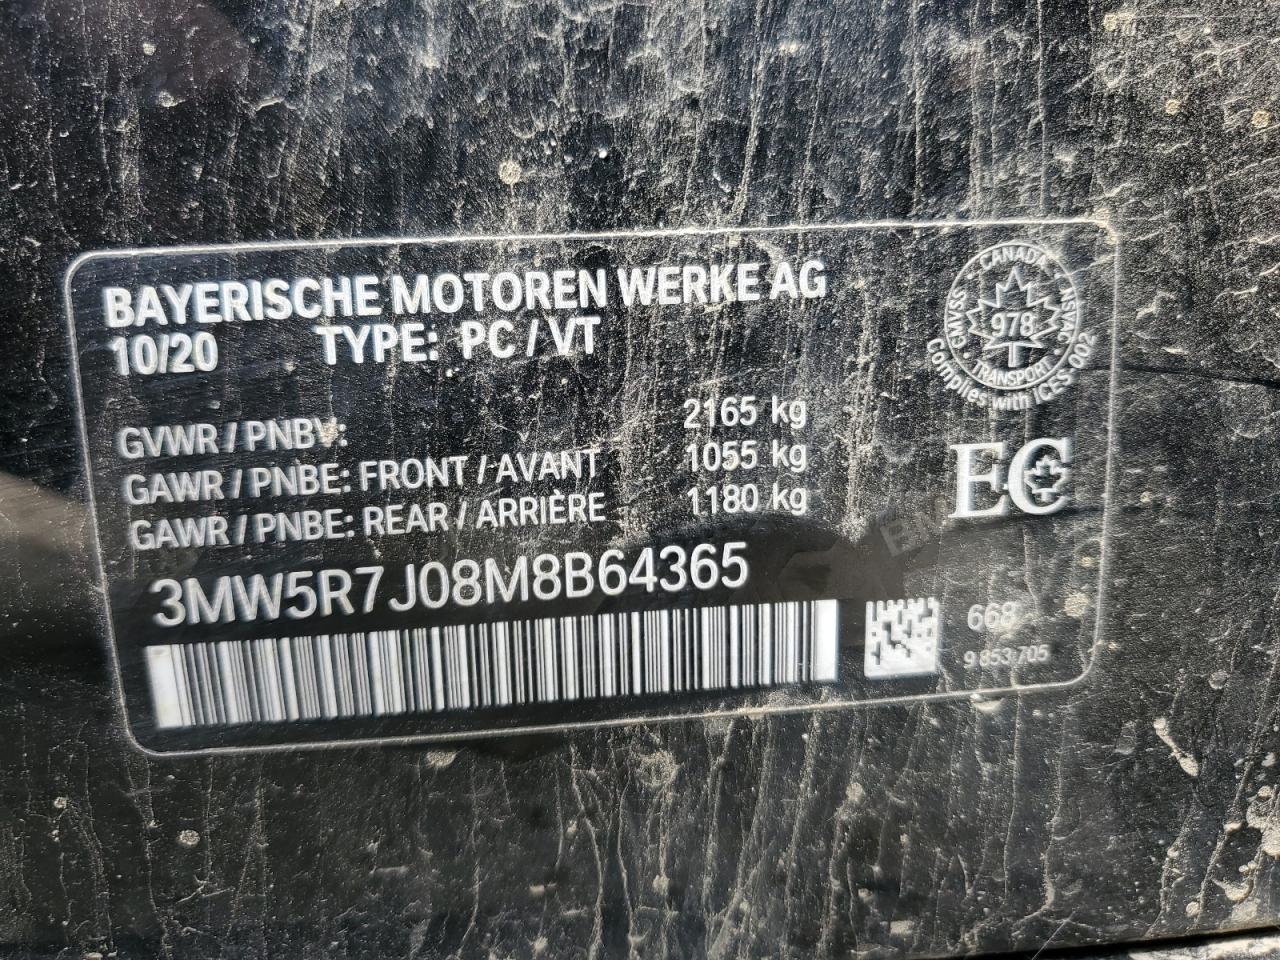 BAYERISCHE MOTOREN WERKE AG
10/20 TYPE: PC / VT
GVWR / PNBV: 2165 kg
GAWR / PNBE: FRONT / AVANT 1055 kg
GAWR / PNBE: REAR / ARRIÈRE 1180 kg
3MW5R7J08M8B64365
CANADA
CMVSS 978 NSVAC
TRANSPORT
Complies with ICES-002
EC
BM
668
9 853 705